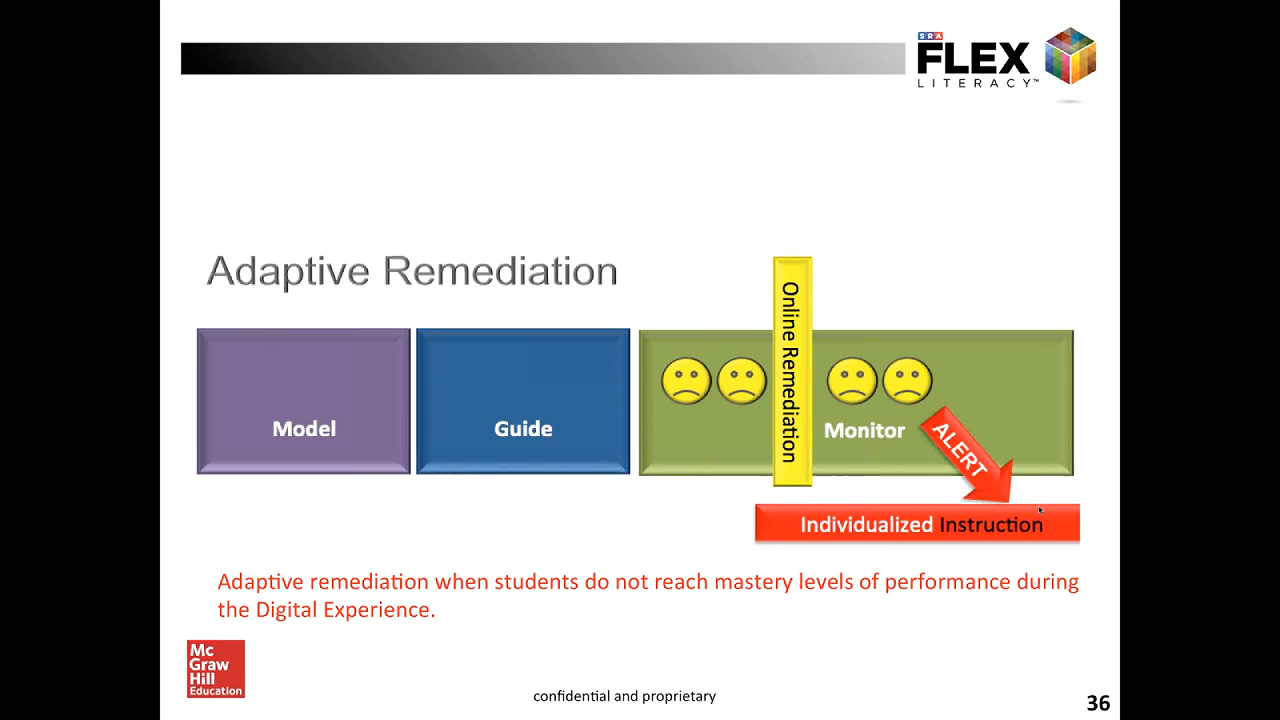 SRA
FLEX
LITERACY™
Adaptive Remediation
Online Remediation
Model
Guide
Monitor
ALERT
Individualized Instruction
Adaptive remediation when students do not reach mastery levels of performance during
the Digital Experience.
Mc
Graw
Hill
Education
confidential and proprietary
36